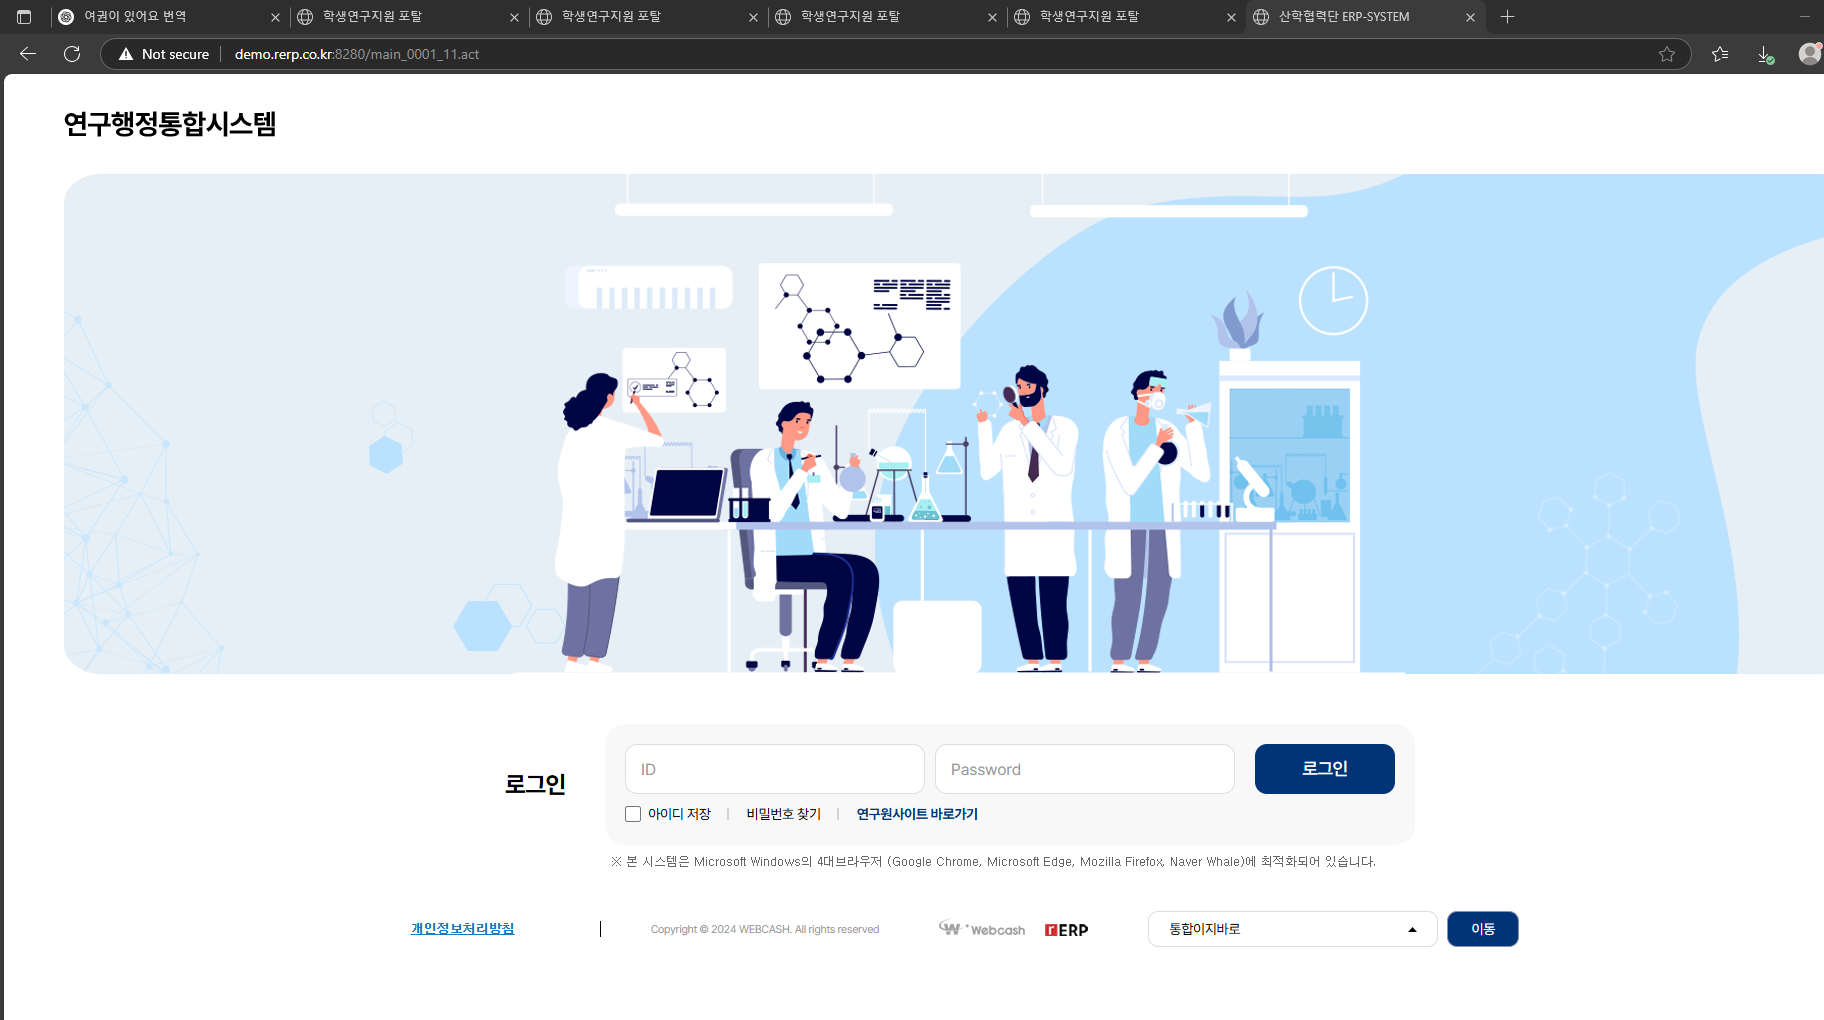 여권이 있어요 번역
학생연구지원 포탈
학생연구지원 포탈
학생연구지원 포탈
학생연구지원 포탈
산학협력단 ERP-SYSTEM
Not secure
demo.rerp.co.kr:8280/main_0001_11.act
연구행정통합시스템
로그인
ID
Password
로그인
아이디 저장
비밀번호 찾기
연구원사이트 바로가기
※ 본 시스템은 Microsoft Windows의 4대브라우저 (Google Chrome, Microsoft Edge, Mozilla Firefox, Naver Whale)에 최적화되어 있습니다.
개인정보처리방침
Copyright © 2024 WEBCASH. All rights reserved
Webcash
rERP
통합이지바로
이동